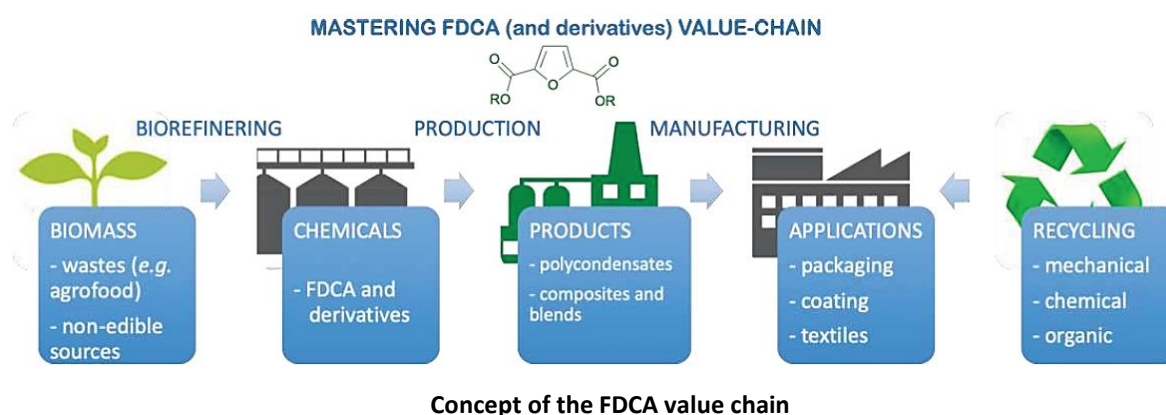 MASTERING FDCA (and derivatives) VALUE-CHAIN
O
O
O
RO
OR
BIOREFINERING
PRODUCTION
MANUFACTURING
BIOMASS
- wastes (e.g.
agrofood)
- non-edible
sources
CHEMICALS
- FDCA and
derivatives
PRODUCTS
- polycondensates
- composites and
blends
APPLICATIONS
- packaging
- coating
- textiles
RECYCLING
- mechanical
- chemical
- organic
Concept of the FDCA value chain